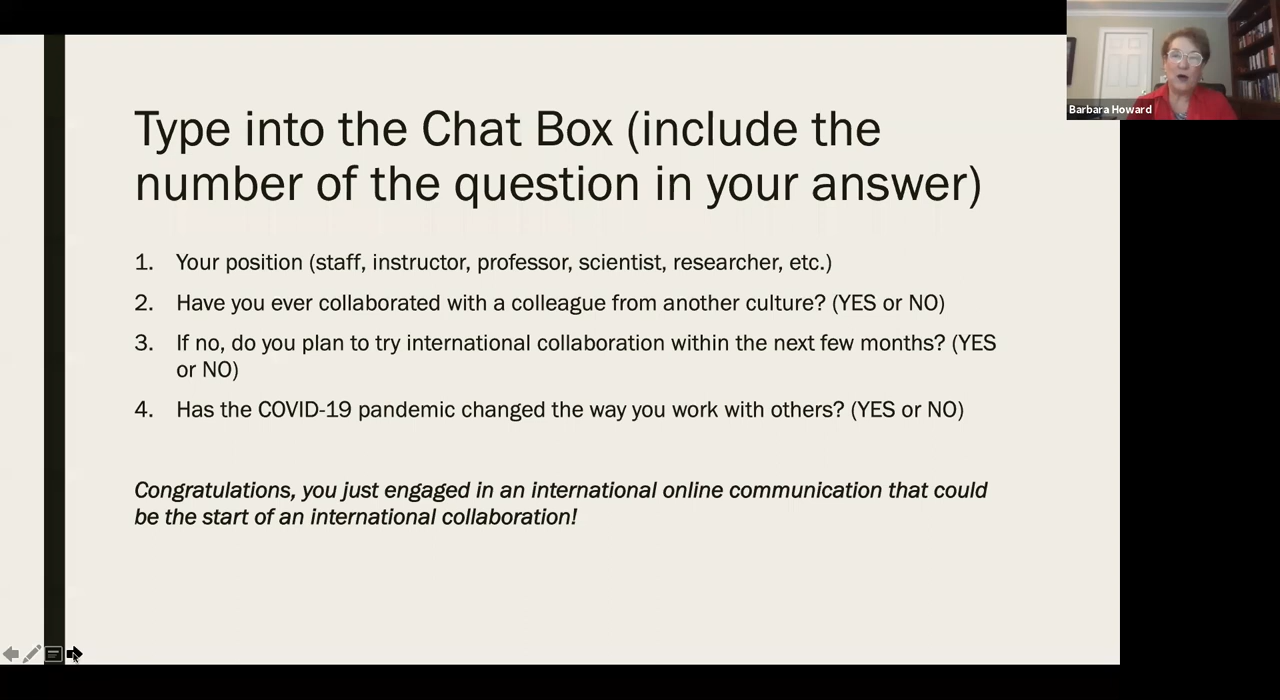 Type into the Chat Box (include the
number of the question in your answer)
1. Your position (staff, instructor, professor, scientist, researcher, etc.)
2. Have you ever collaborated with a colleague from another culture? (YES or NO)
3. If no, do you plan to try international collaboration within the next few months? (YES
or NO)
4. Has the COVID-19 pandemic changed the way you work with others? (YES or NO)
Congratulations, you just engaged in an international online communication that could
be the start of an international collaboration!
Barbara Howard